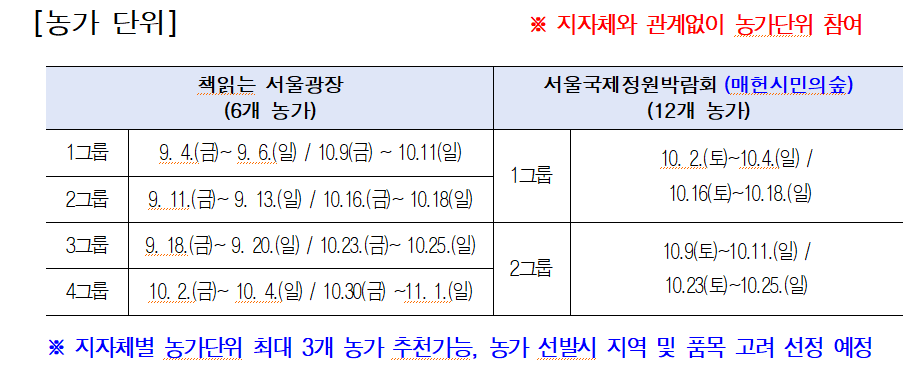 [농가 단위]
※ 지자체와 관계없이 농가단위 참여
책읽는 서울광장
(6개 농가)
서울국제정원박람회 (매헌시민의숲)
(12개 농가)
1그룹
9. 4.(금)~ 9. 6.(일) / 10.9(금) ~ 10.11(일)
2그룹
9. 11.(금)~ 9. 13.(일) / 10.16.(금)~ 10.18(일)
3그룹
9. 18.(금)~ 9. 20.(일) / 10.23.(금)~ 10.25.(일)
4그룹
10. 2.(금)~ 10. 4.(일) / 10.30(금) ~11. 1.(일)
1그룹
10. 2.(토)~10.4.(일) /
10.16(토)~10.18.(일)
2그룹
10.9(토)~10.11.(일) /
10.23(토)~10.25.(일)
※ 지자체별 농가단위 최대 3개 농가 추천가능, 농가 선발시 지역 및 품목 고려 선정 예정